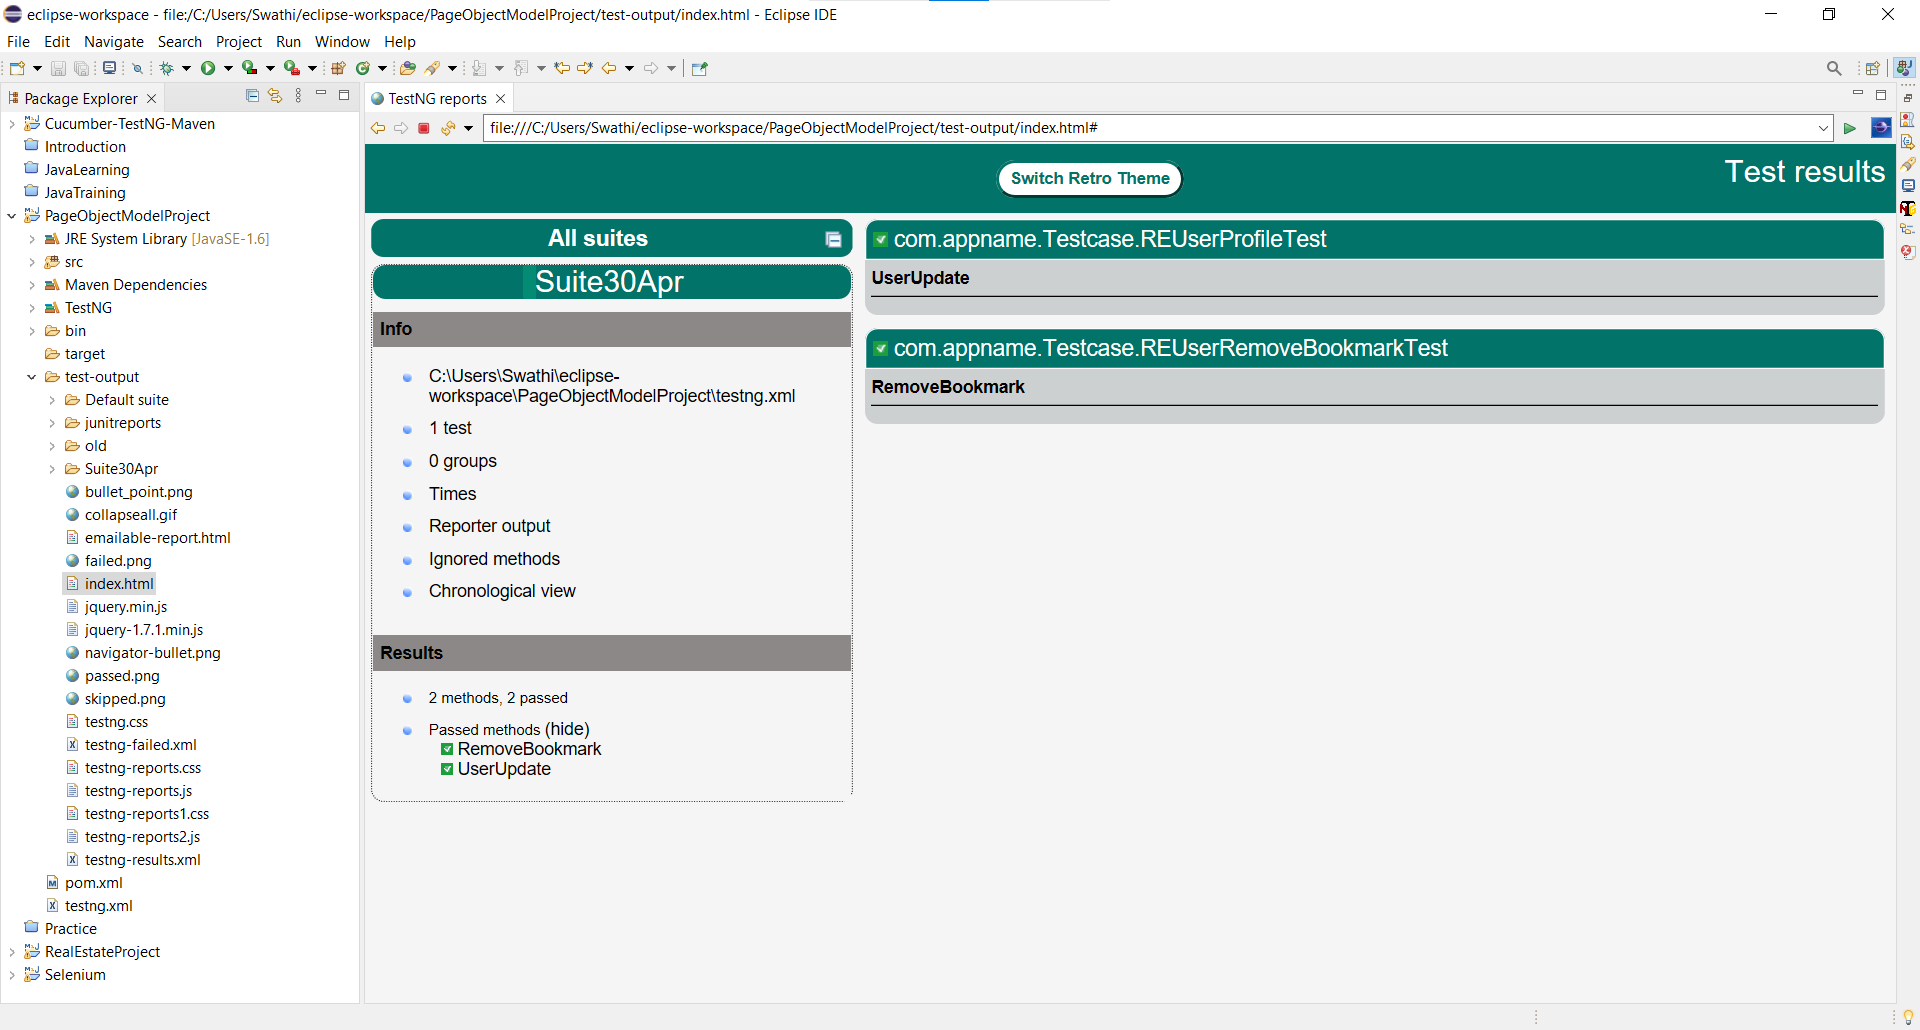 eclipse-workspace - file:/C:/Users/Swathi/eclipse-workspace/PageObjectModelProject/test-output/index.html - Eclipse IDE
File Edit Navigate Search Project Run Window Help
Package Explorer
Cucumber-TestNG-Maven
Introduction
JavaLearning
JavaTraining
PageObjectModelProject
JRE System Library [JavaSE-1.6]
src
Maven Dependencies
TestNG
bin
target
test-output
Default suite
junitreports
old
Suite30Apr
bullet_point.png
collapseall.gif
emailable-report.html
failed.png
index.html
jquery.min.js
jquery-1.7.1.min.js
navigator-bullet.png
passed.png
skipped.png
testng.css
testng-failed.xml
testng-reports.css
testng-reports.js
testng-reports1.css
testng-reports2.js
testng-results.xml
pom.xml
testng.xml
Practice
RealEstateProject
Selenium
TestNG reports
file:///C:/Users/Swathi/eclipse-workspace/PageObjectModelProject/test-output/index.html#
Switch Retro Theme
Test results
All suites
Suite30Apr
Info
C:\Users\Swathi\eclipse-
workspace\PageObjectModelProject\testng.xml
1 test
0 groups
Times
Reporter output
Ignored methods
Chronological view
Results
2 methods, 2 passed
Passed methods (hide)
RemoveBookmark
UserUpdate
com.appname.Testcase.REUserProfileTest
UserUpdate
com.appname.Testcase.REUserRemoveBookmarkTest
RemoveBookmark